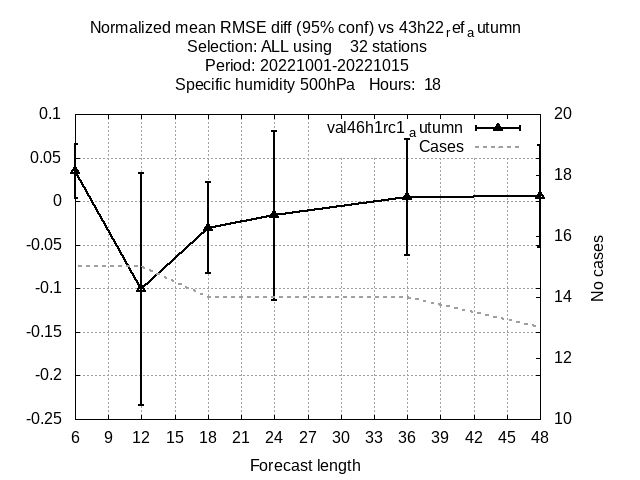 Normalized mean RMSE diff (95% conf) vs 43h22refautumn
Selection: ALL using 32 stations
Period: 20221001-20221015
Specific humidity 500hPa Hours: 18
val46h1rc1autumn
Cases
0.1
0.05
0
-0.05
-0.1
-0.15
-0.2
-0.25
20
18
16
14
12
10
No cases
6 9 12 15 18 21 24 27 30 33 36 39 42 45 48
Forecast length